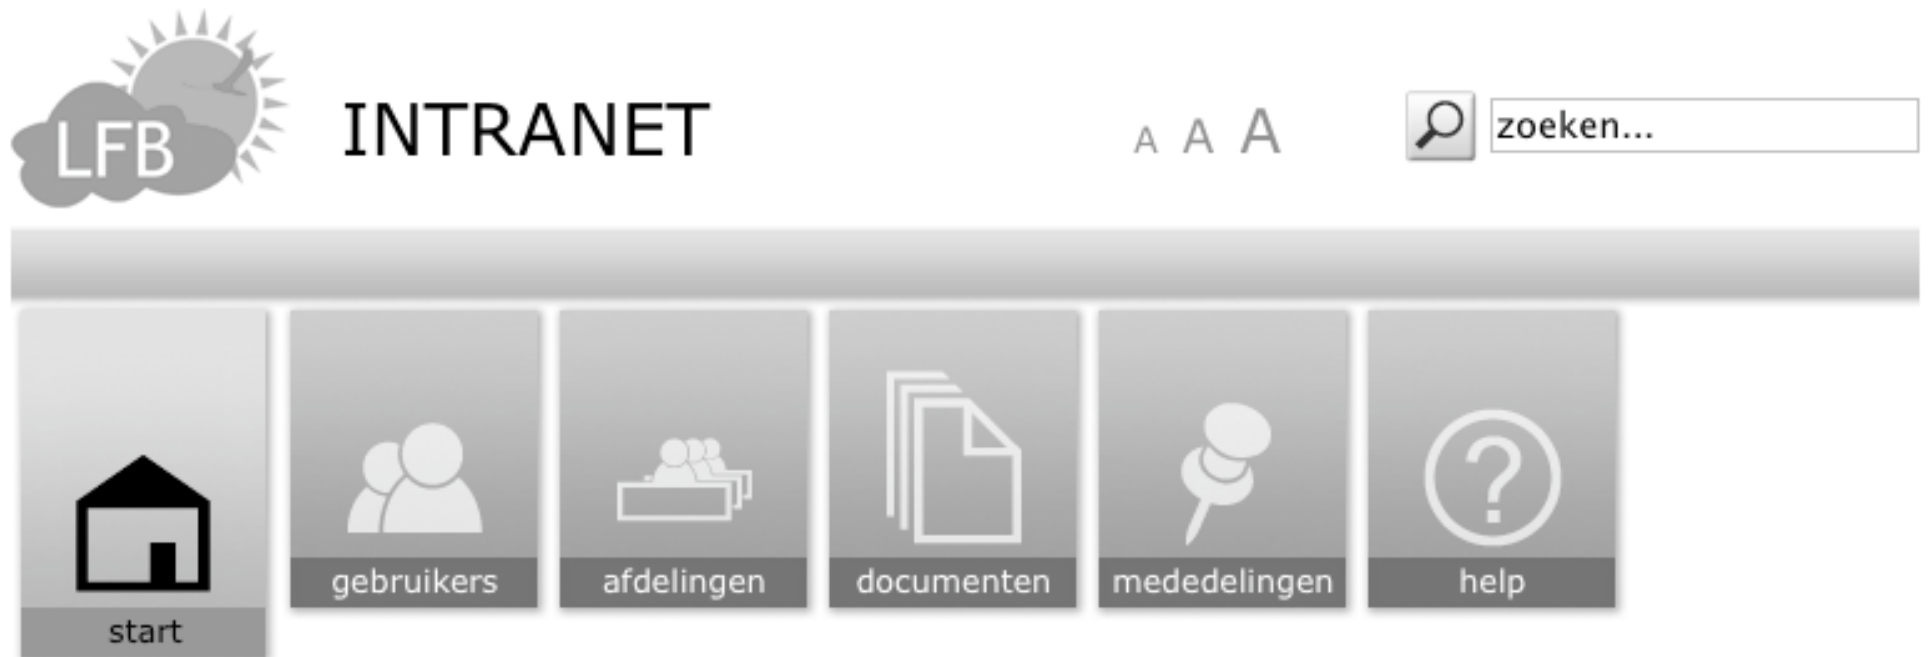 LFB
INTRANET
A A A
zoeken...
start
gebruikers
afdelingen
documenten
mededelingen
help